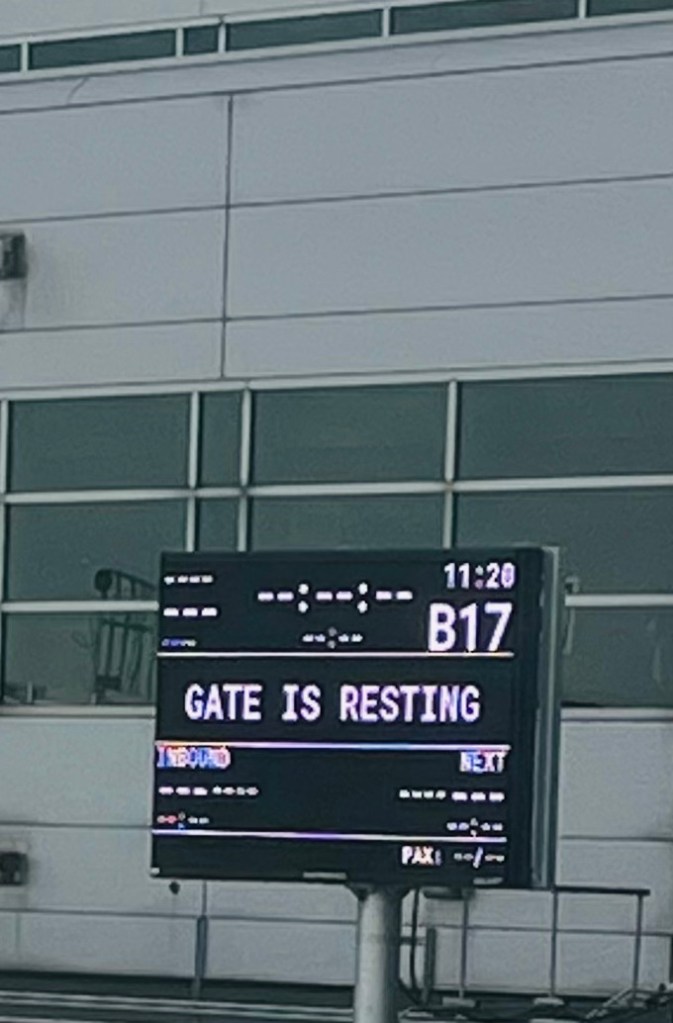 ---- --:--:-- 11:20
--- B17
---- --:--
GATE IS RESTING
INBOUND NEXT
--- ---- ---- ---
--:-- --:--
PAX: --/--